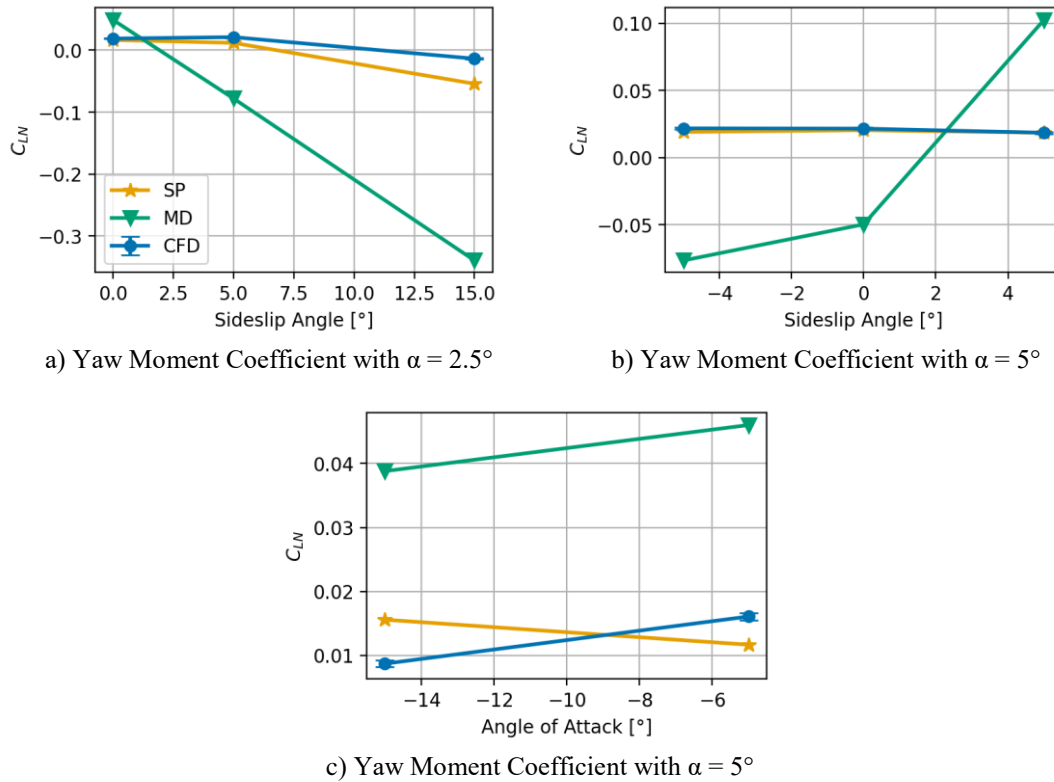 0.0
−0.1
−0.2
−0.3
C_LN
SP
MD
CFD
0.0 2.5 5.0 7.5 10.0 12.5 15.0
Sideslip Angle [°]
a) Yaw Moment Coefficient with α = 2.5°
0.10
0.05
0.00
−0.05
C_LN
−4 −2 0 2 4
Sideslip Angle [°]
b) Yaw Moment Coefficient with α = 5°
0.04
0.03
0.02
0.01
C_LN
−14 −12 −10 −8 −6
Angle of Attack [°]
c) Yaw Moment Coefficient with α = 5°